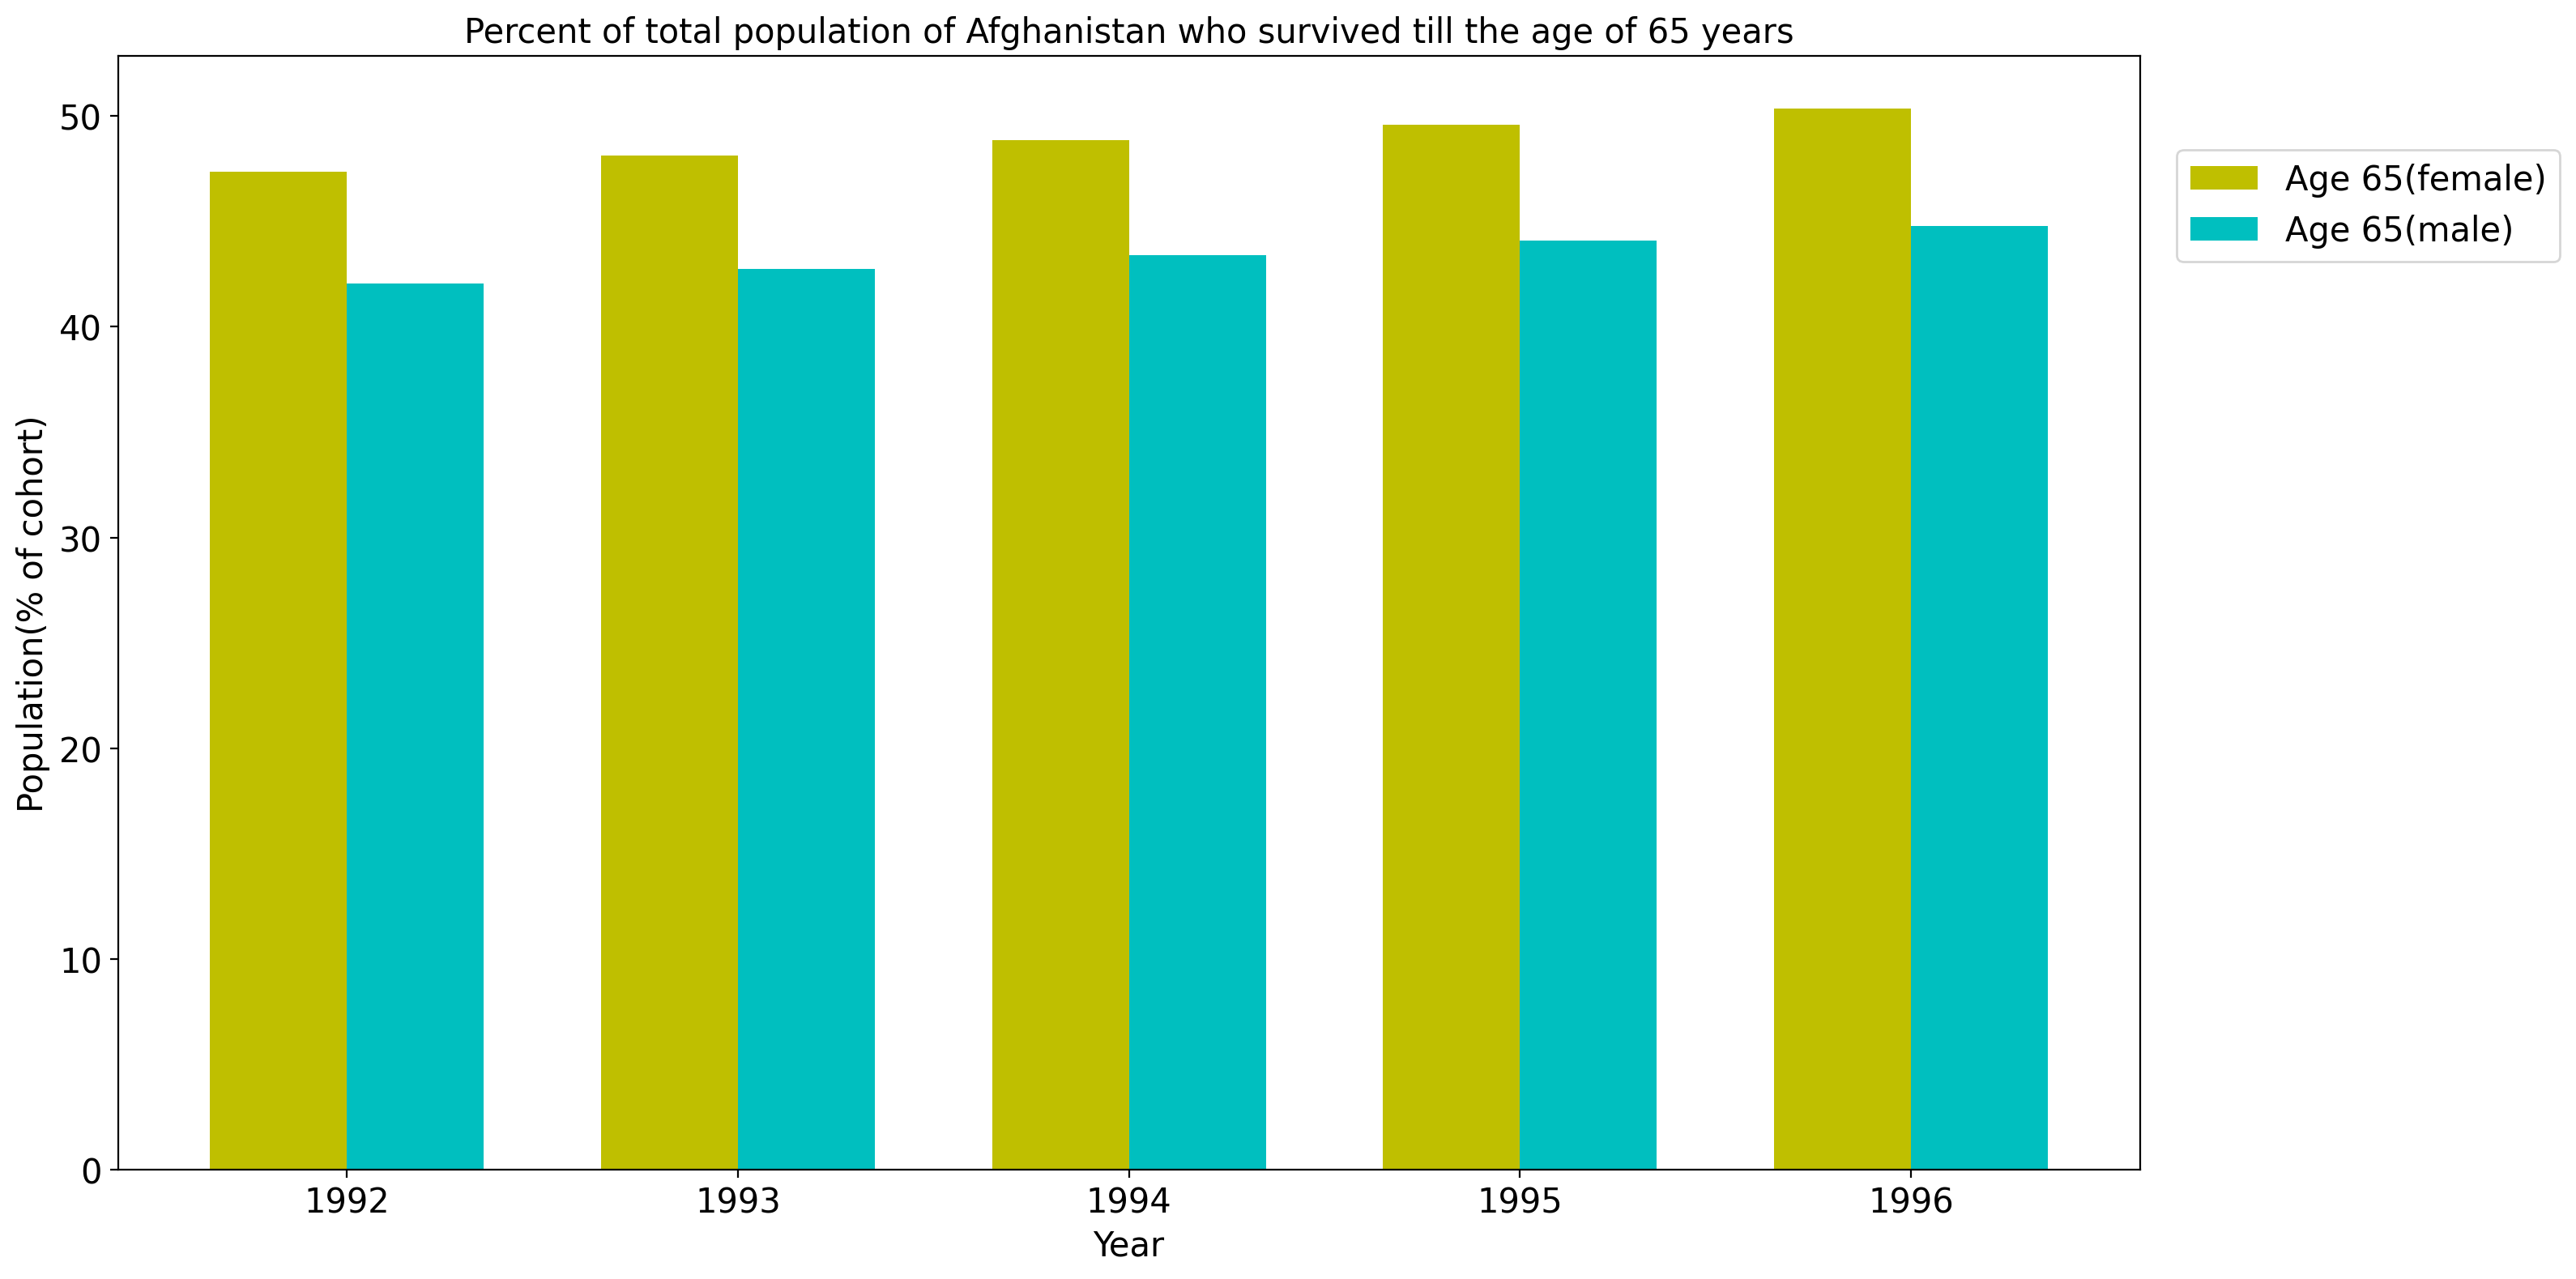 Percent of total population of Afghanistan who survived till the age of 65 years
Population(% of cohort)
50
40
30
20
10
0
1992 1993 1994 1995 1996
Year
Age 65(female)
Age 65(male)